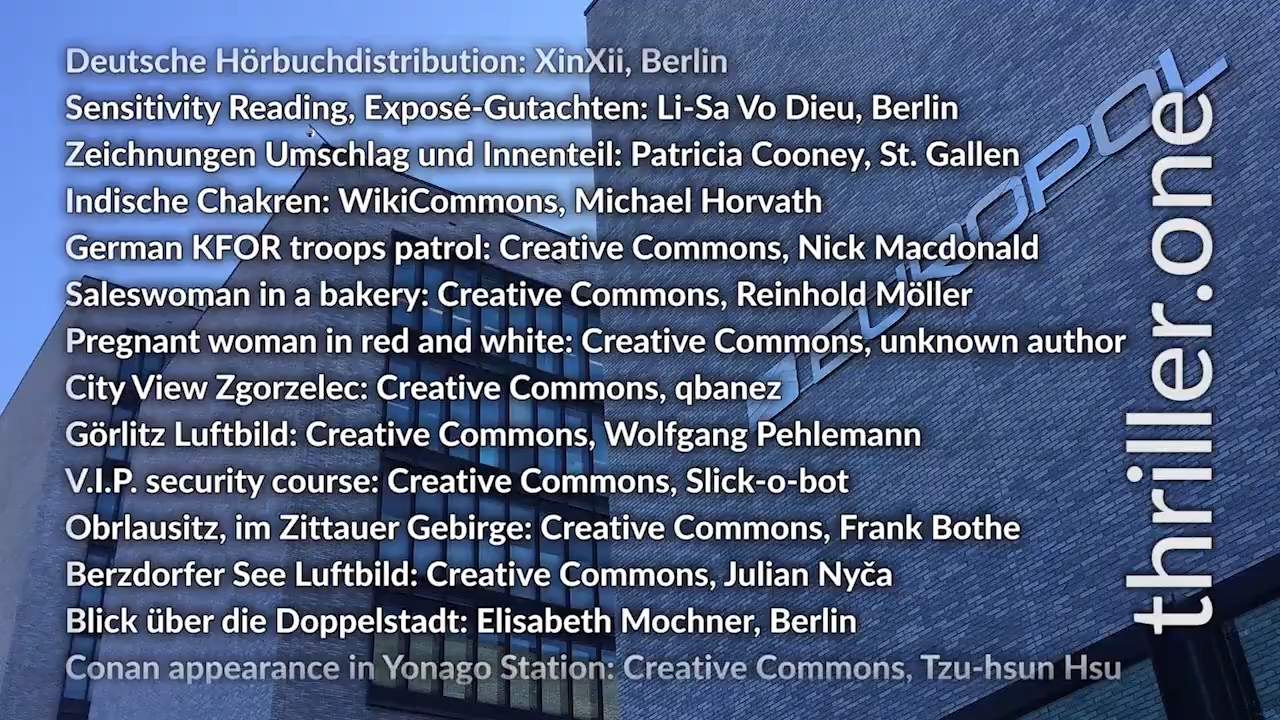 Deutsche Hörbuchdistribution: XinXii, Berlin
Sensitivity Reading, Exposé-Gutachten: Li-Sa Vo Dieu, Berlin
Zeichnungen Umschlag und Innenteil: Patricia Cooney, St. Gallen
Indische Chakren: WikiCommons, Michael Horvath
German KFOR troops patrol: Creative Commons, Nick Macdonald
Saleswoman in a bakery: Creative Commons, Reinhold Möller
Pregnant woman in red and white: Creative Commons, unknown author
City View Zgorzelec: Creative Commons, qbanez
Görlitz Luftbild: Creative Commons, Wolfgang Pehlemann
V.I.P. security course: Creative Commons, Slick-o-bot
Obrlausitz, im Zittauer Gebirge: Creative Commons, Frank Bothe
Berzdorfer See Luftbild: Creative Commons, Julian Nyča
Blick über die Doppelstadt: Elisabeth Mochner, Berlin
Conan appearance in Yonago Station: Creative Commons, Tzu-hsun Hsu
EUROPOL
thriller.one